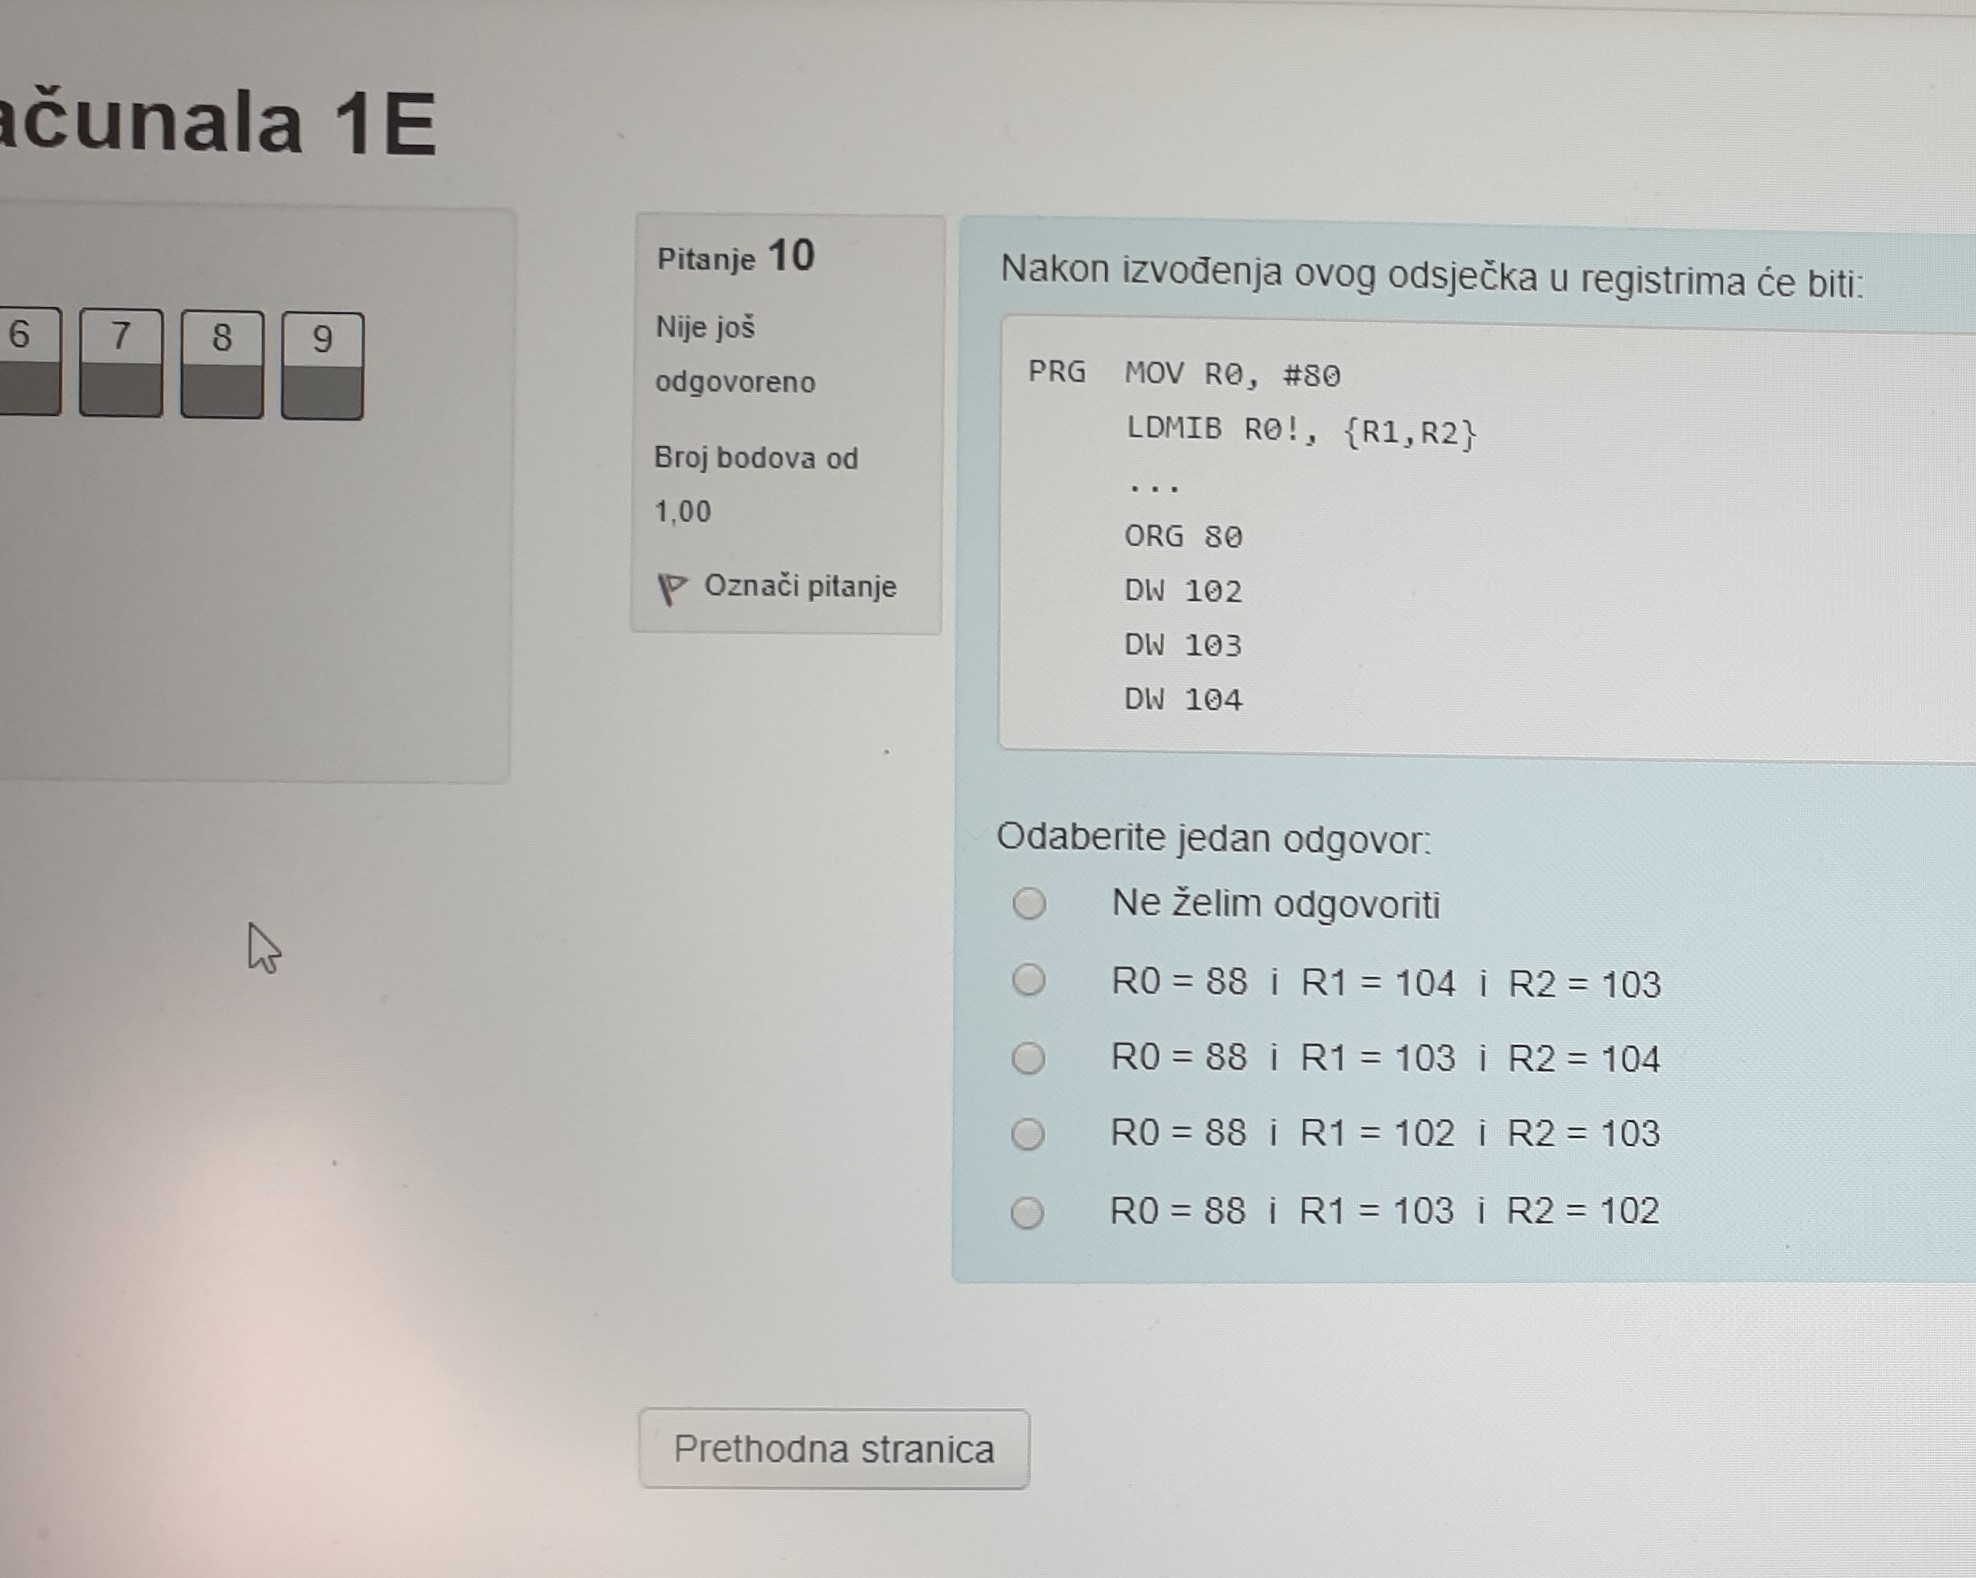 ačunala 1E
6 7 8 9
Pitanje 10
Nije još
odgovoreno
Broj bodova od
1,00
Označi pitanje
Nakon izvođenja ovog odsječka u registrima će biti:
PRG MOV R0, #80
LDMIB R0!, {R1,R2}
...
ORG 80
DW 102
DW 103
DW 104
Odaberite jedan odgovor:
Ne želim odgovoriti
R0 = 88 i R1 = 104 i R2 = 103
R0 = 88 i R1 = 103 i R2 = 104
R0 = 88 i R1 = 102 i R2 = 103
R0 = 88 i R1 = 103 i R2 = 102
Prethodna stranica